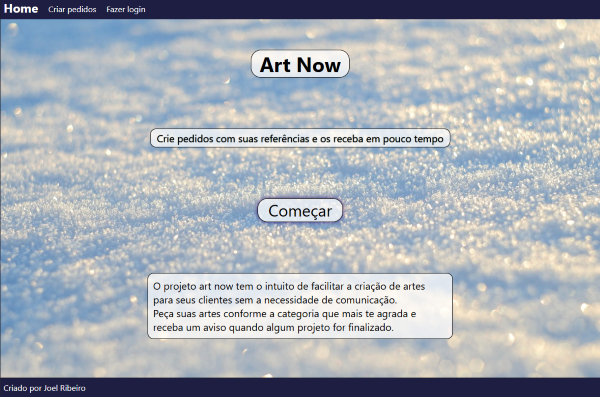 Home Criar pedidos Fazer login
Art Now
Crie pedidos com suas referências e os receba em pouco tempo
Começar
O projeto art now tem o intuito de facilitar a criação de artes
para seus clientes sem a necessidade de comunicação.
Peça suas artes conforme a categoria que mais te agrada e
receba um aviso quando algum projeto for finalizado.
Criado por Joel Ribeiro